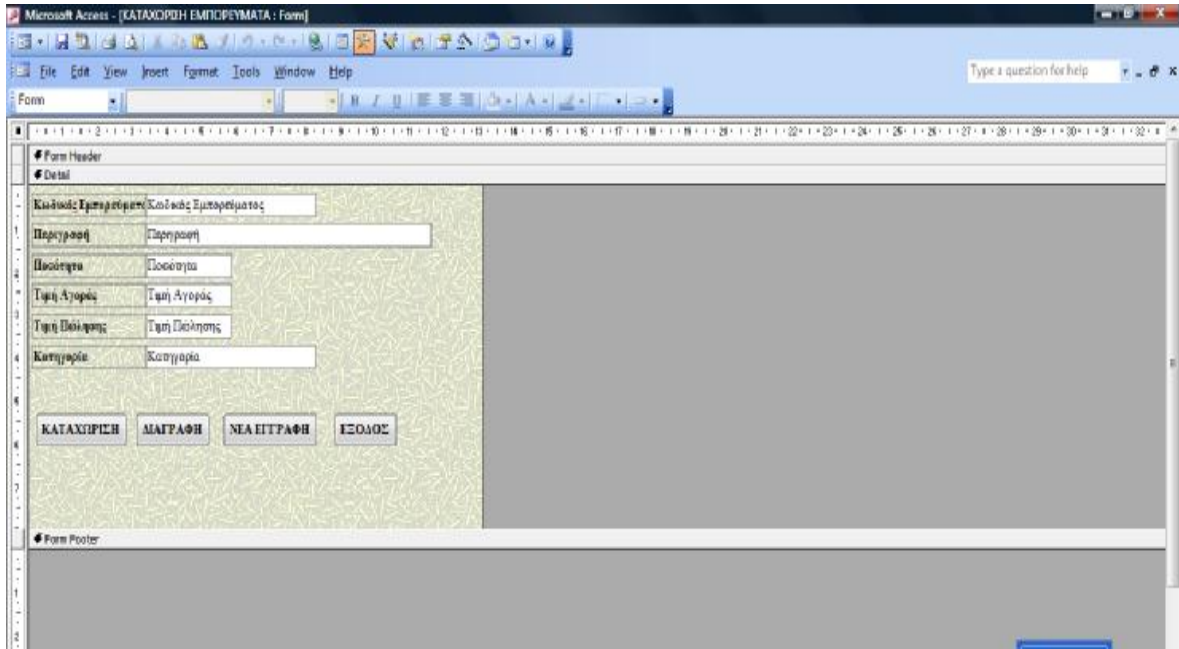 Microsoft Access - [ΚΑΤΑΧΩΡΙΣΗ ΕΜΠΟΡΕΥΜΑΤΑ : Form]
File Edit View Insert Format Tools Window Help
Type a question for help
Form
Form Header
Detail
Κωδικός Εμπορεύματο Κωδικός Εμπορεύματος
Περιγραφή Περιγραφή
Ποσότητα Ποσότητα
Τιμή Αγοράς Τιμή Αγοράς
Τιμή Πώλησης Τιμή Πώλησης
Κατηγορία Κατηγορία
ΚΑΤΑΧΩΡΙΣΗ ΔΙΑΓΡΑΦΗ ΝΕΑ ΕΓΓΡΑΦΗ ΕΞΟΔΟΣ
Form Footer